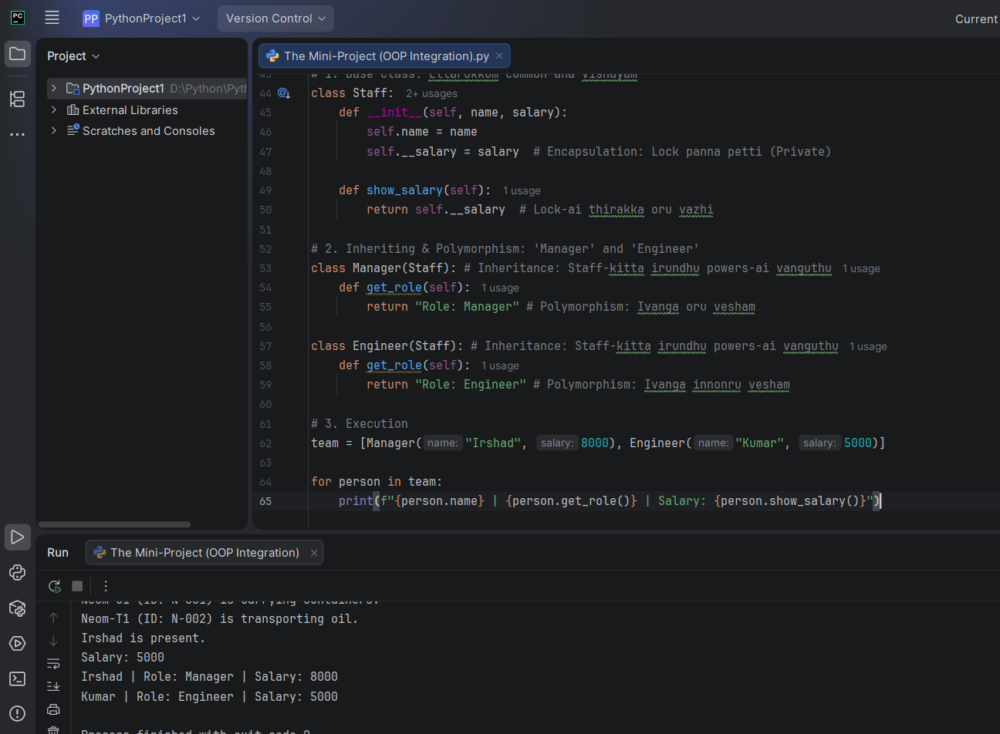 PC
PP PythonProject1
Version Control
Current
Project
PythonProject1 D:\Python\Pyth
External Libraries
Scratches and Consoles
The Mini-Project (OOP Integration).py
43 # 1. Base Class: Ellarukkum common-ana vishayam
44 class Staff: 2+ usages
45     def __init__(self, name, salary):
46         self.name = name
47         self.__salary = salary  # Encapsulation: Lock panna petti (Private)
48
49     def show_salary(self): 1 usage
50         return self.__salary  # Lock-ai thirakka oru vazhi
51
52 # 2. Inheriting & Polymorphism: 'Manager' and 'Engineer'
53 class Manager(Staff): # Inheritance: Staff-kitta irundhu powers-ai vanguthu 1 usage
54     def get_role(self): 1 usage
55         return "Role: Manager" # Polymorphism: Ivanga oru vesham
56
57 class Engineer(Staff): # Inheritance: Staff-kitta irundhu powers-ai vanguthu 1 usage
58     def get_role(self): 1 usage
59         return "Role: Engineer" # Polymorphism: Ivanga innonru vesham
60
61 # 3. Execution
62 team = [Manager( name: "Irshad", salary: 8000), Engineer( name: "Kumar", salary: 5000)]
63
64 for person in team:
65     print(f"{person.name} | {person.get_role()} | Salary: {person.show_salary()}")
Run
The Mini-Project (OOP Integration)
(ID: N-001) is carrying containers.
Neom-T1 (ID: N-002) is transporting oil.
Irshad is present.
Salary: 5000
Irshad | Role: Manager | Salary: 8000
Kumar | Role: Engineer | Salary: 5000
Process finished with exit code 0